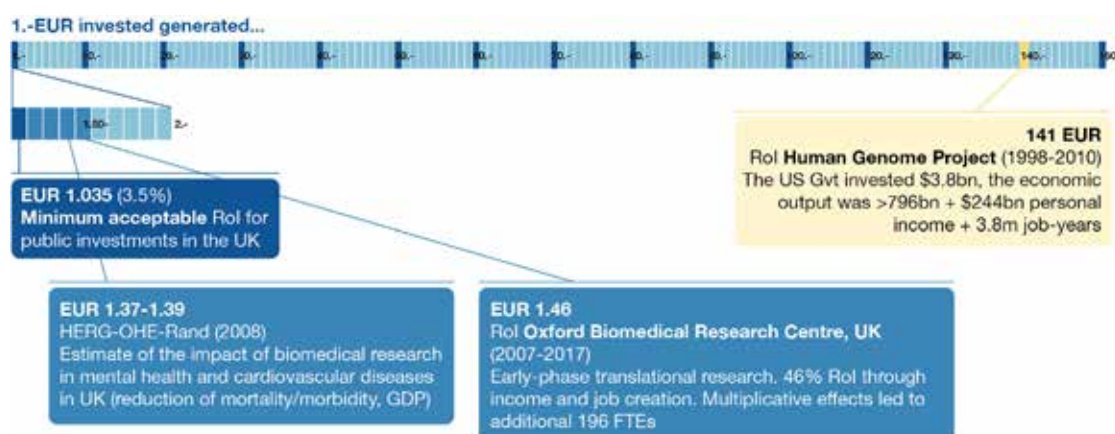 1.-EUR invested generated...
140.-
2.-
141 EUR
RoI Human Genome Project (1998-2010)
The US Gvt invested $3.8bn, the economic
output was >796bn + $244bn personal
income + 3.8m job-years
EUR 1.035 (3.5%)
Minimum acceptable RoI for
public investments in the UK
EUR 1.37-1.39
HERG-OHE-Rand (2008)
Estimate of the impact of biomedical research
in mental health and cardiovascular diseases
in UK (reduction of mortality/morbidity, GDP)
EUR 1.46
RoI Oxford Biomedical Research Centre, UK
(2007-2017)
Early-phase translational research. 46% RoI through
income and job creation. Multiplicative effects led to
additional 196 FTEs